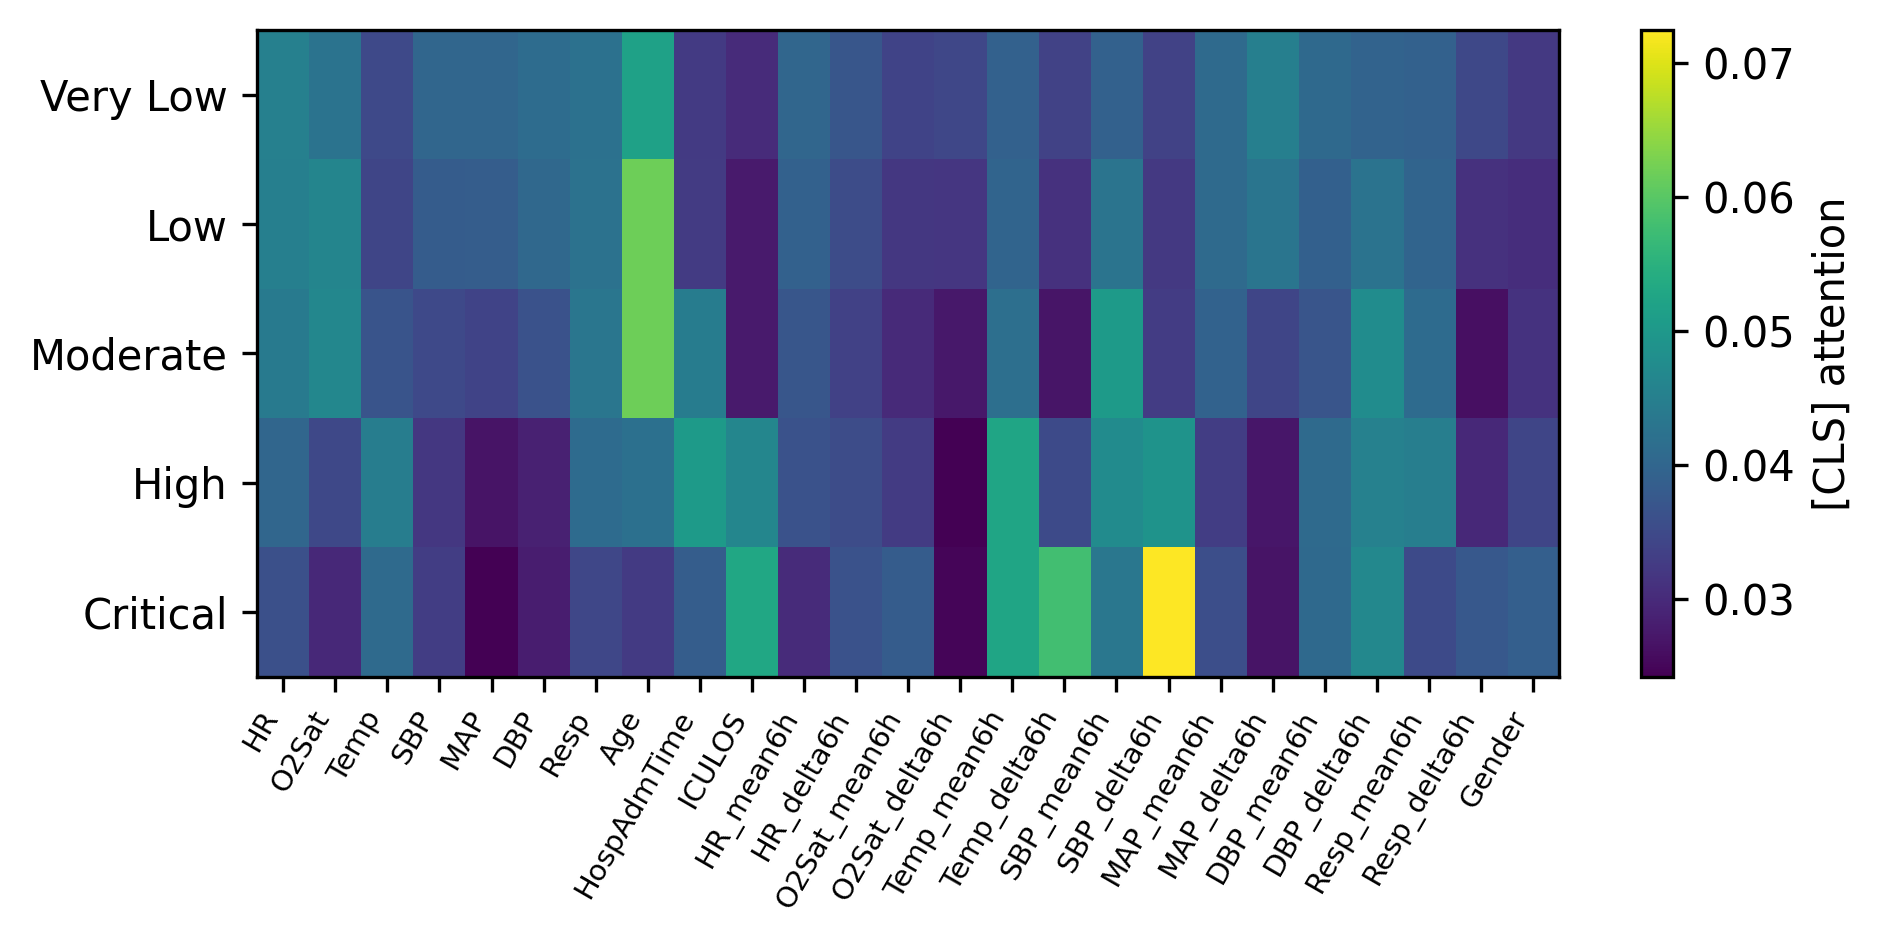 Very Low
Low
Moderate
High
Critical
HR
O2Sat
Temp
SBP
MAP
DBP
Resp
Age
HospAdmTime
ICULOS
HR_mean6h
HR_delta6h
O2Sat_mean6h
O2Sat_delta6h
Temp_mean6h
Temp_delta6h
SBP_mean6h
SBP_delta6h
MAP_mean6h
MAP_delta6h
DBP_mean6h
DBP_delta6h
Resp_mean6h
Resp_delta6h
Gender
0.07
0.06
0.05
0.04
0.03
[CLS] attention